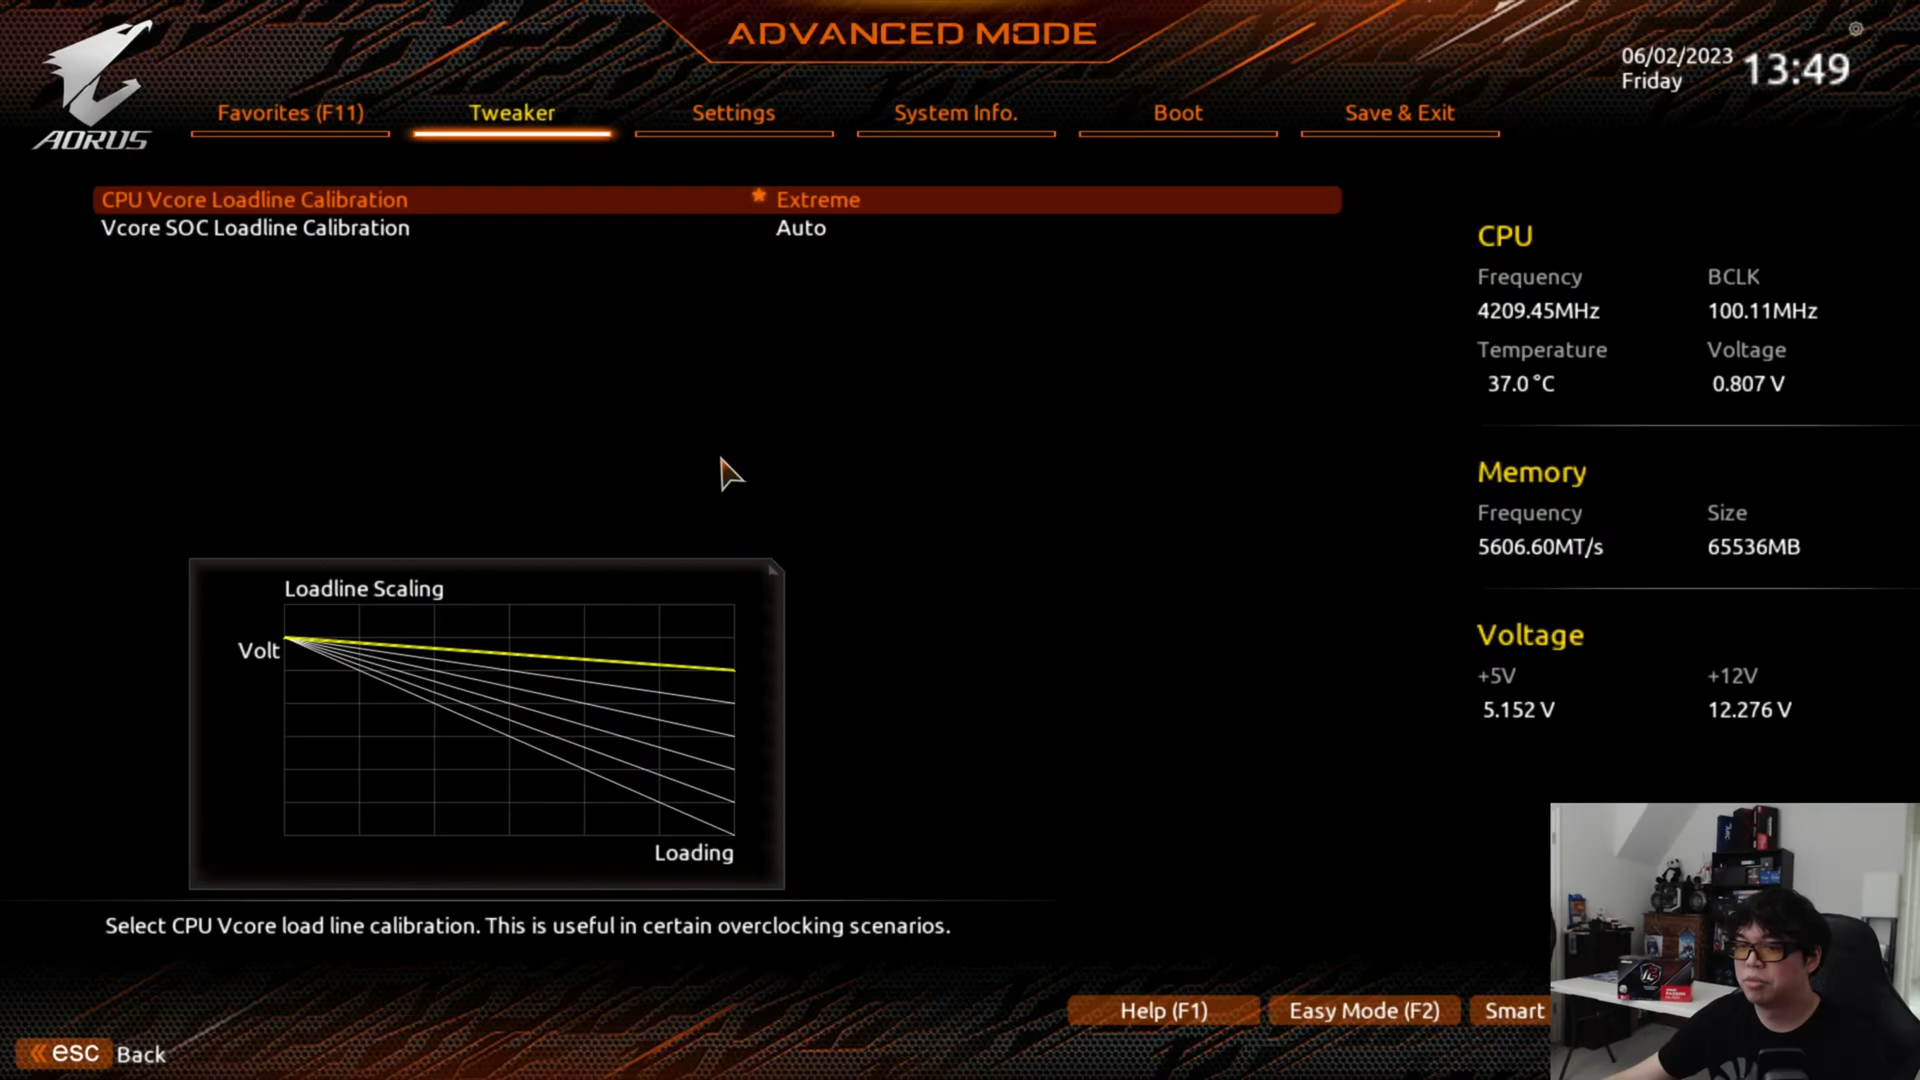 ADVANCED MODE
06/02/2023
Friday
13:49
AORUS
Favorites (F11)
Tweaker
Settings
System Info.
Boot
Save & Exit
CPU Vcore Loadline Calibration
Extreme
Vcore SOC Loadline Calibration
Auto
CPU
Frequency
BCLK
4209.45MHz
100.11MHz
Temperature
Voltage
37.0 °C
0.807 V
Memory
Frequency
Size
5606.60MT/s
65536MB
Voltage
+5V
+12V
5.152 V
12.276 V
Loadline Scaling
Volt
Loading
Select CPU Vcore load line calibration. This is useful in certain overclocking scenarios.
Help (F1)
Easy Mode (F2)
Smart
esc Back